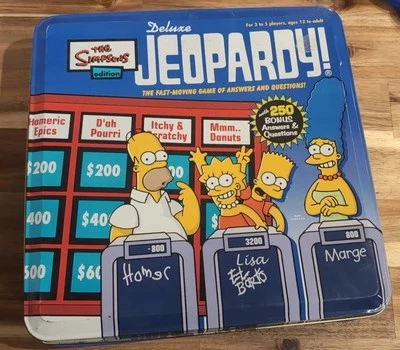 Deluxe
For 3 to 5 players, ages 12 to adult
THE SIMPSONS
edition
JEOPARDY!®
THE FAST-MOVING GAME OF ANSWERS AND QUESTIONS!
250
BONUS
Answers &
Questions
Homeric
Epics
D'oh
Pourri
Itchy &
Scratchy
Mmm..
Donuts
$200
$200
400
$40
600
$60
-800
Homer
3200
Lisa
EL
BARTO
800
Marge